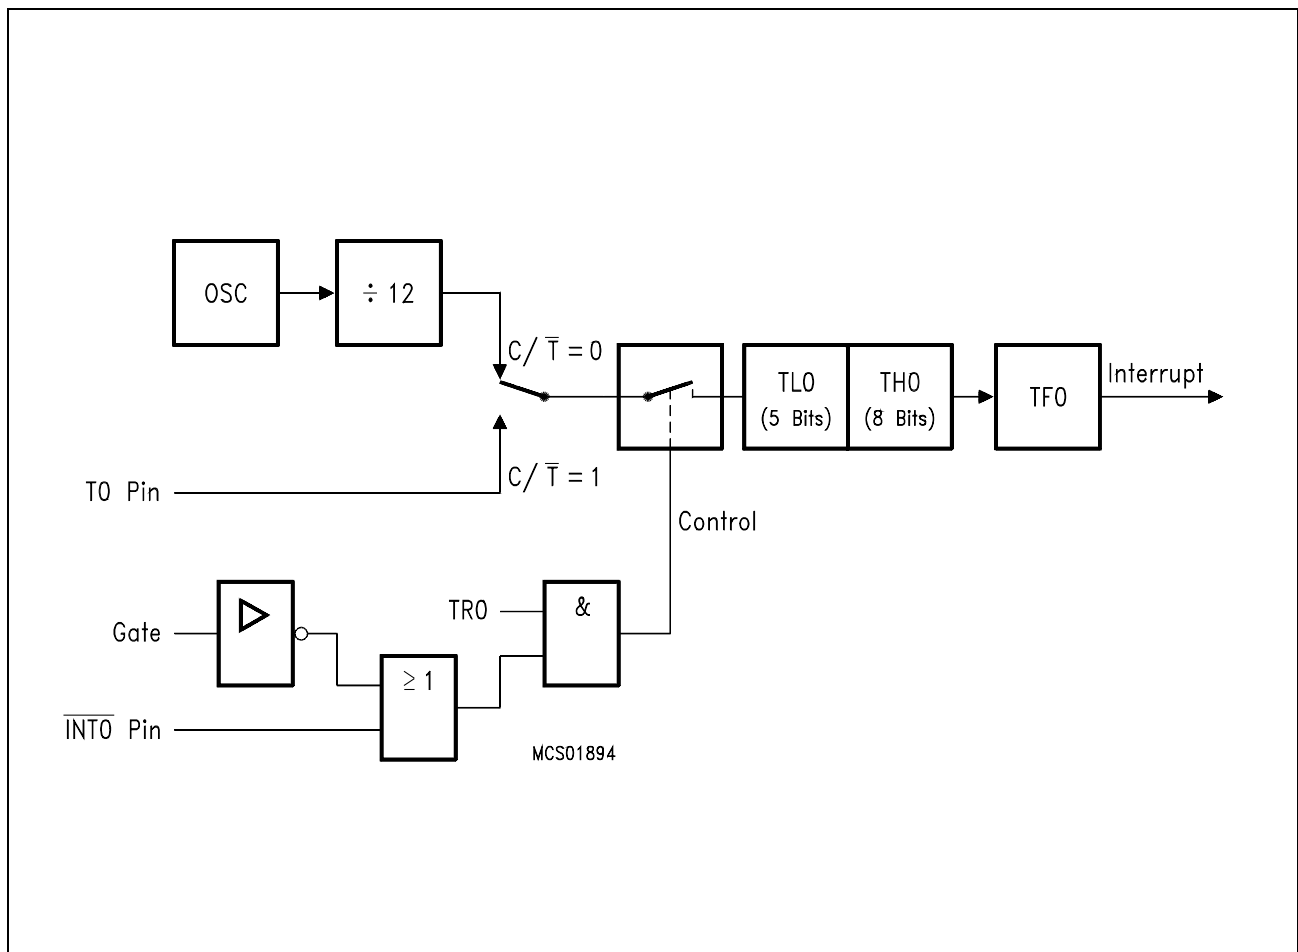 OSC
÷ 12
C/T̅ = 0
TL0
(5 Bits)
TH0
(8 Bits)
TF0
Interrupt
T0 Pin
C/T̅ = 1
Control
Gate
TR0
&
≥ 1
I̅N̅T̅0̅ Pin
MCS01894